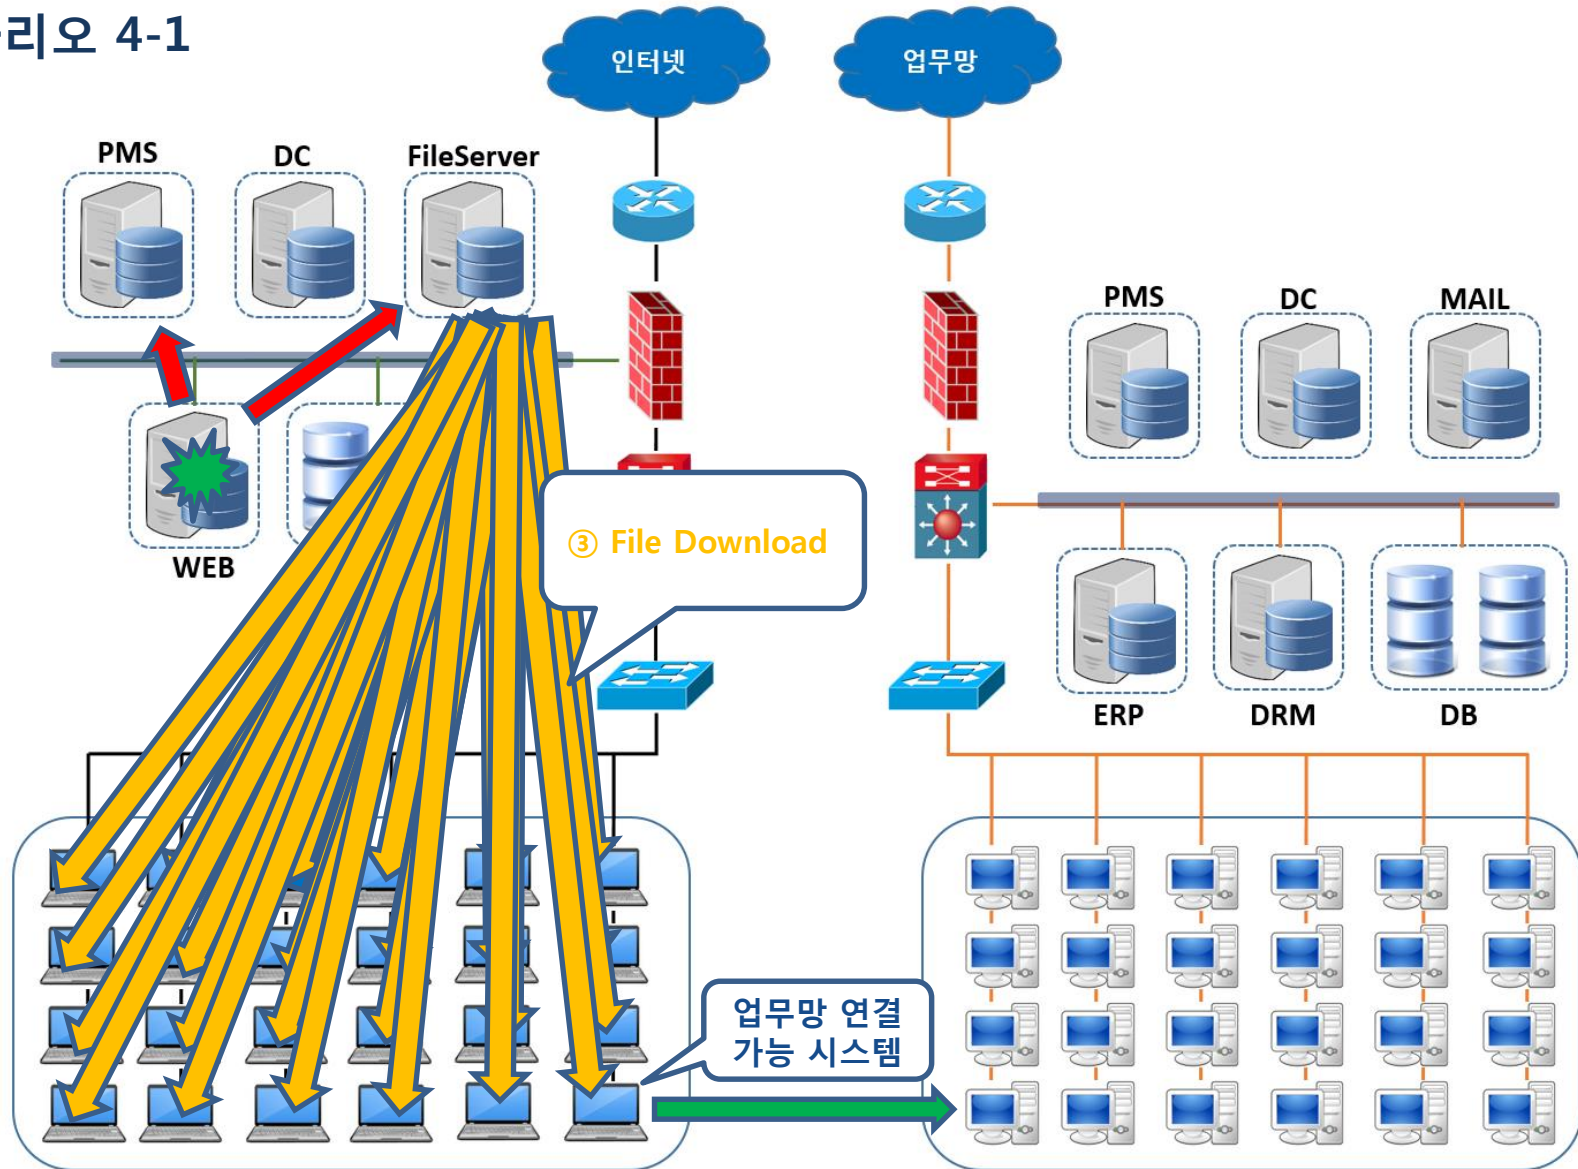 리오 4-1
인터넷
업무망
PMS
DC
FileServer
PMS
DC
MAIL
③ File Download
WEB
ERP
DRM
DB
업무망 연결
가능 시스템